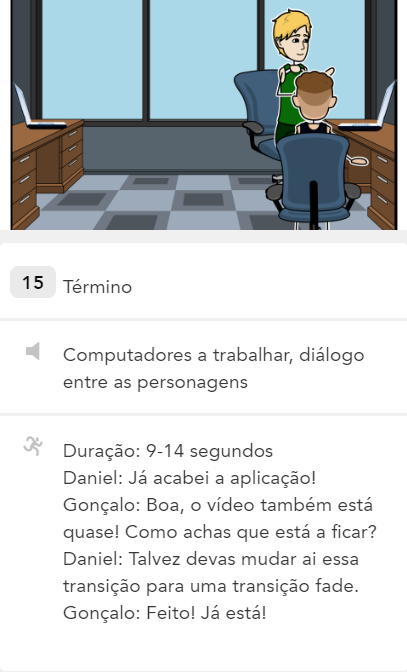 15 Término
Computadores a trabalhar, diálogo
entre as personagens
Duração: 9-14 segundos
Daniel: Já acabei a aplicação!
Gonçalo: Boa, o vídeo também está
quase! Como achas que está a ficar?
Daniel: Talvez devas mudar ai essa
transição para uma transição fade.
Gonçalo: Feito! Já está!